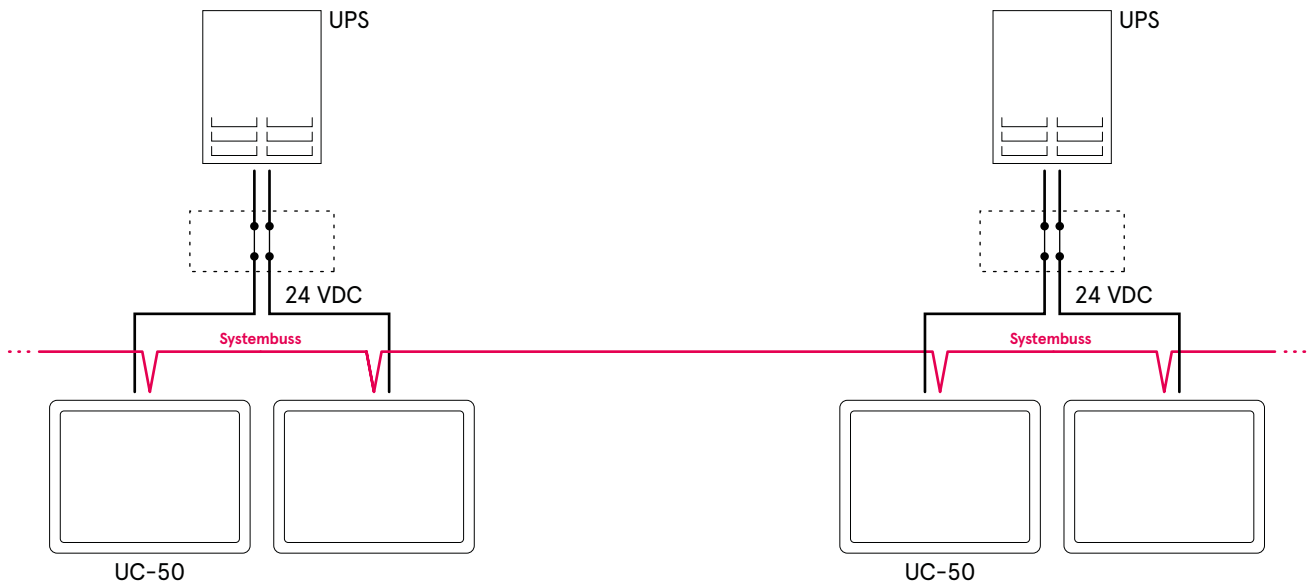 UPS
UPS
24 VDC
24 VDC
Systembuss
Systembuss
UC-50
UC-50